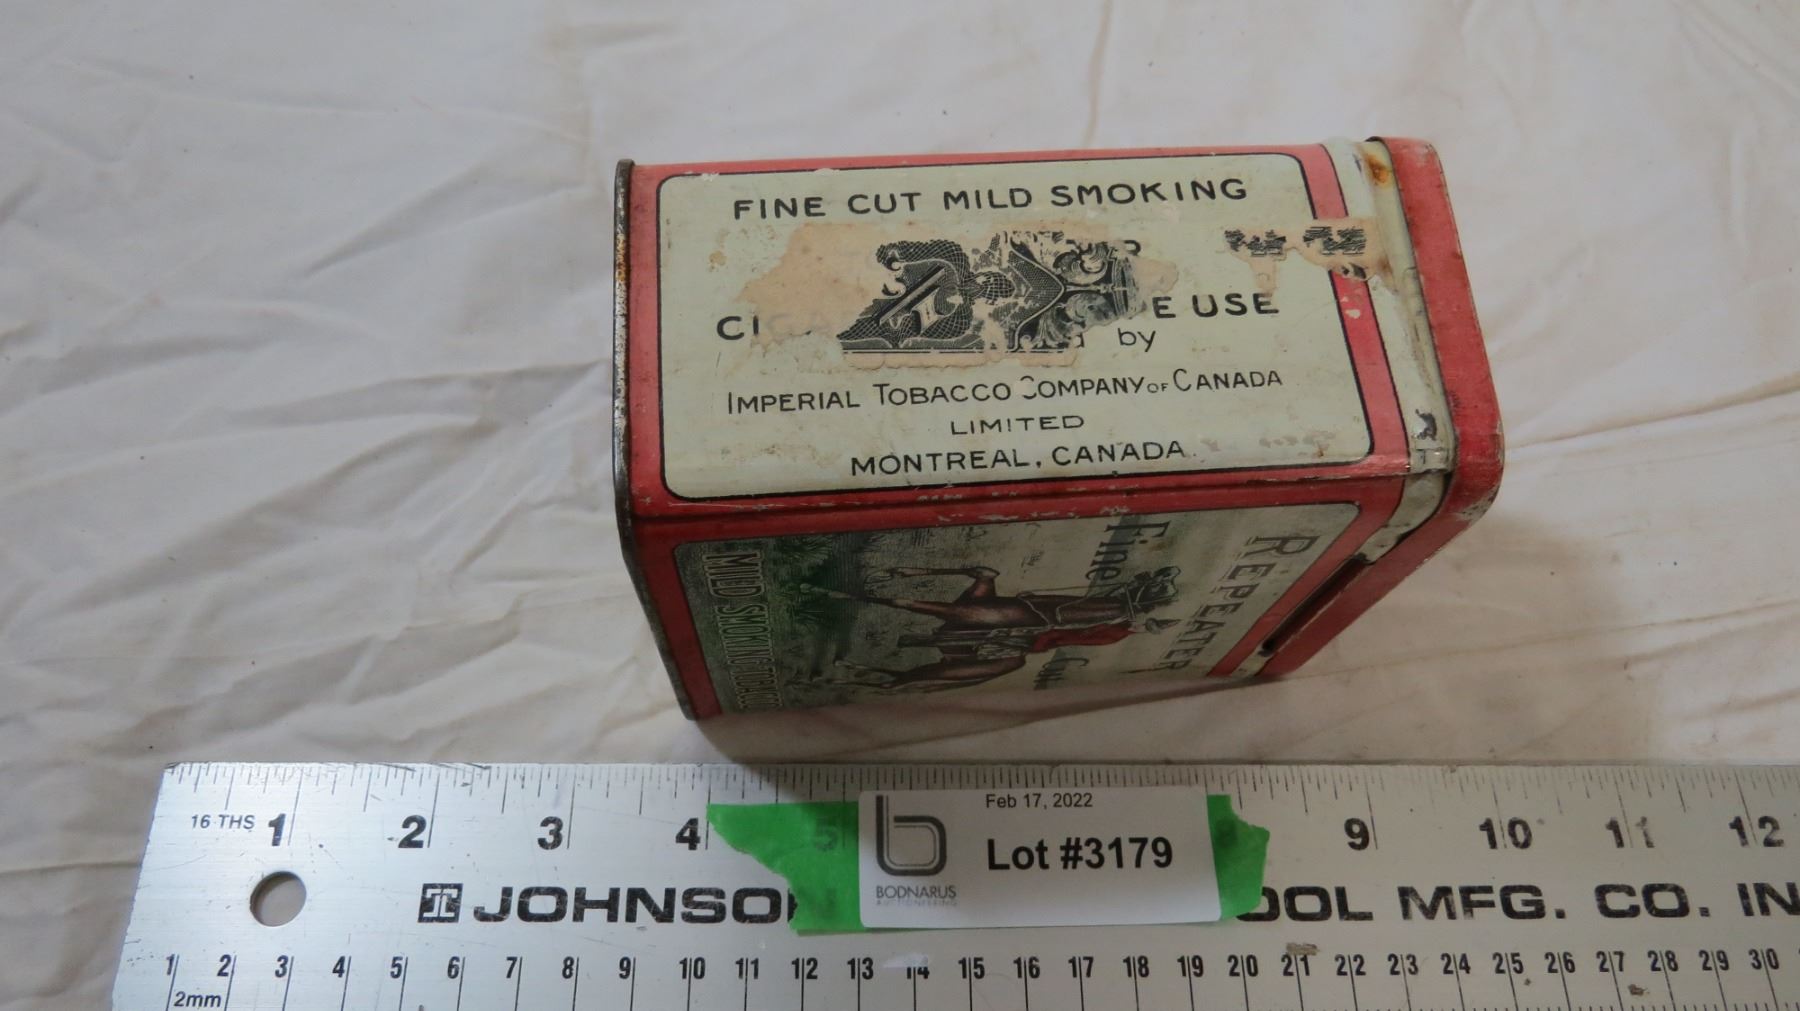 FINE CUT MILD SMOKING
E USE
by
IMPERIAL TOBACCO COMPANY OF CANADA
LIMITED
MONTREAL, CANADA
REPEATER
Fine
Cut
MILD SMOKING TOBACCO
16 THS 1 2 3 4 5 9 10 11 12
Feb 17, 2022
Lot #3179
BODNARUS
AUCTIONEERING
JOHNSO OOL MFG. CO. IN
1 2 3 4 5 6 7 8 9 10 11 12 13 14 15 16 17 18 19 20 21 22 23 24 25 26 27 28 29 30
2mm